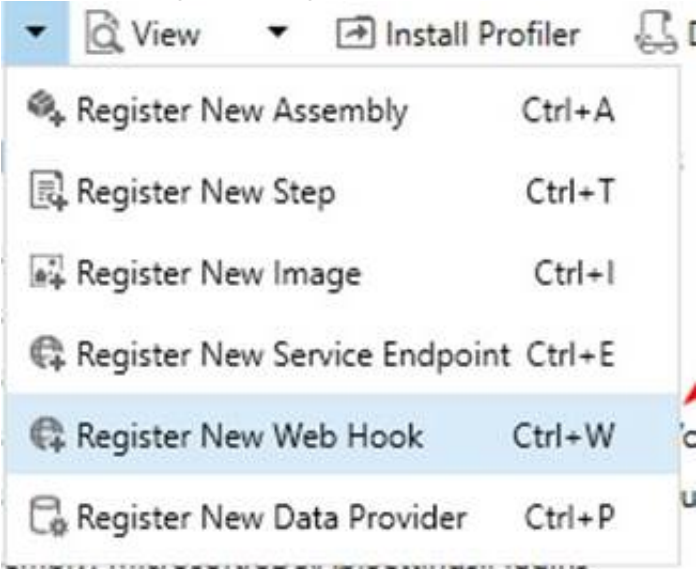 View Install Profiler D
Register New Assembly Ctrl+A
Register New Step Ctrl+T
Register New Image Ctrl+I
Register New Service Endpoint Ctrl+E
Register New Web Hook Ctrl+W
Register New Data Provider Ctrl+P